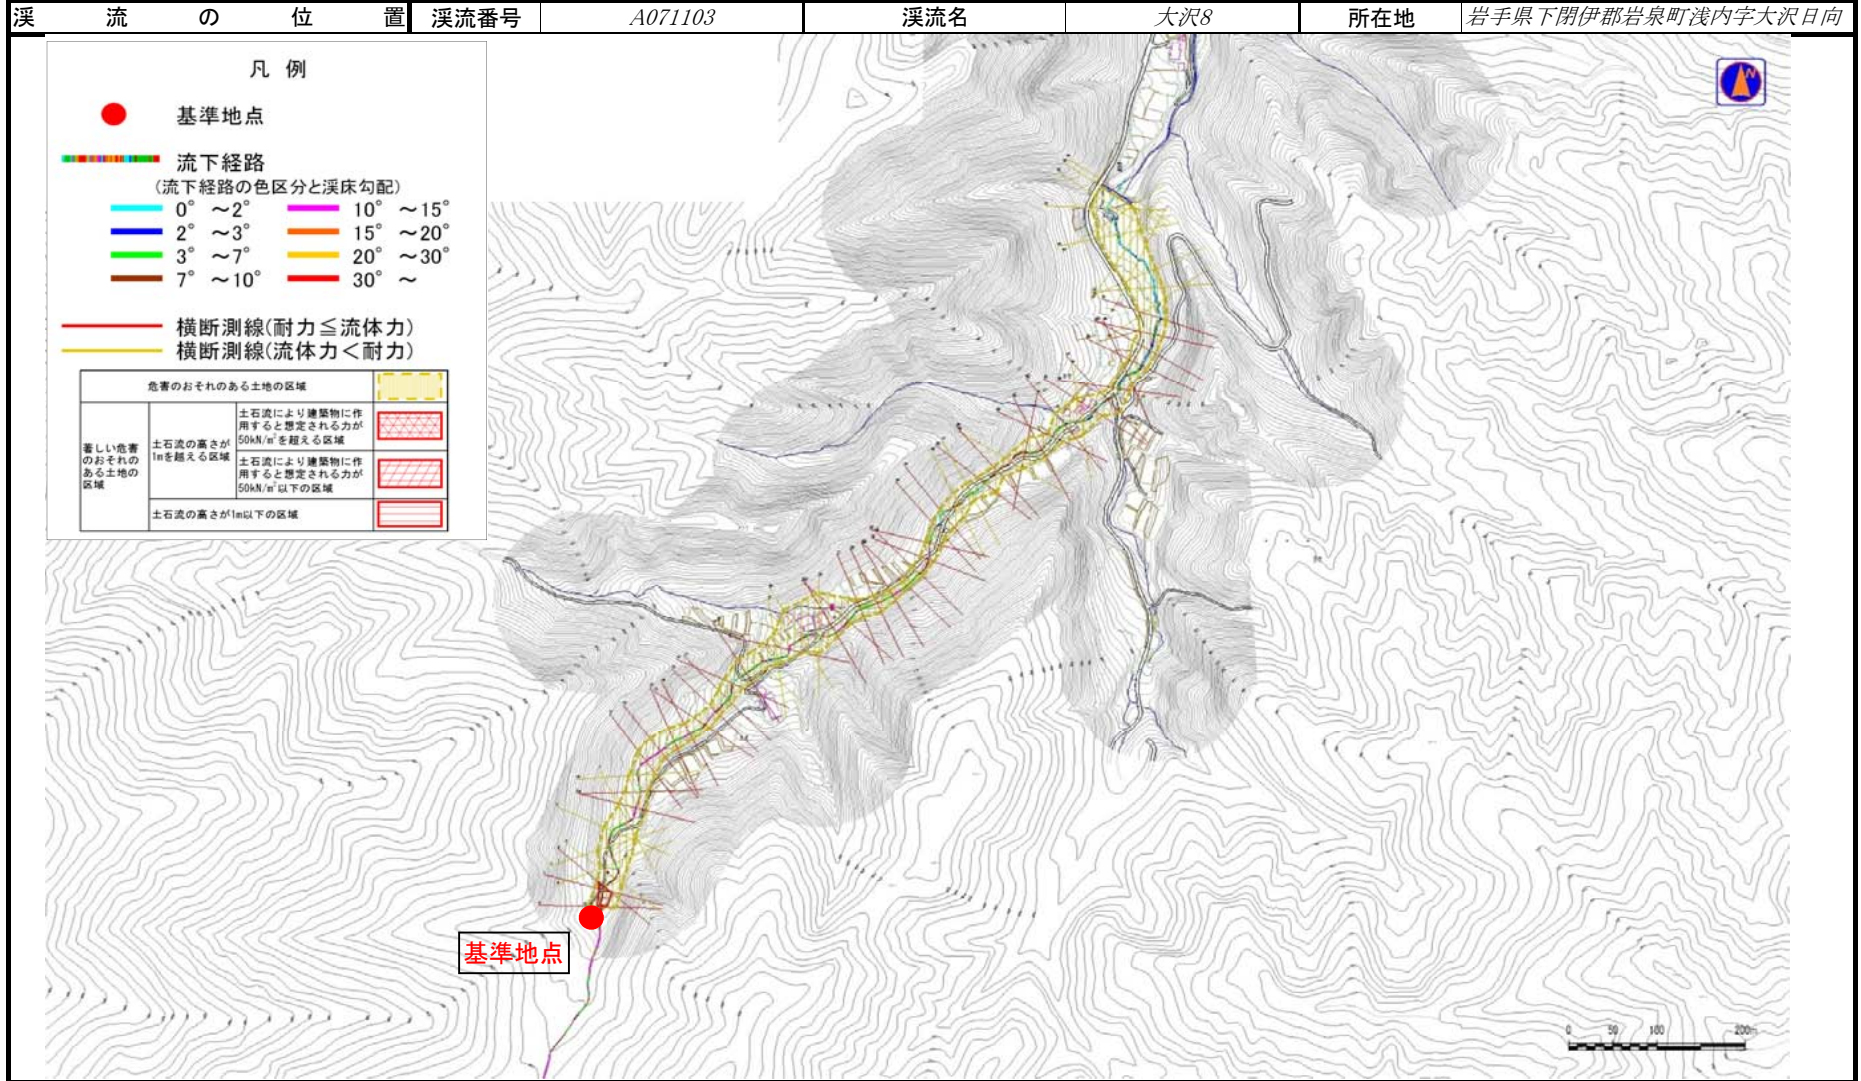 渓流の位置 渓流番号 A071103 渓流名 大沢8 所在地 岩手県下閉伊郡岩泉町浅内字大沢日向
凡 例
基準地点
流下経路
(流下経路の色区分と渓床勾配)
0° ～2° 10° ～15°
2° ～3° 15° ～20°
3° ～7° 20° ～30°
7° ～10° 30° ～
横断測線(耐力≦流体力)
横断測線(流体力＜耐力)
危害のおそれのある土地の区域
著しい危害
のおそれの
ある土地の
区域
土石流の高さが
1mを越える区域
土石流により建築物に作
用すると想定される力が
50kN/㎡を超える区域
土石流により建築物に作
用すると想定される力が
50kN/㎡以下の区域
土石流の高さが1m以下の区域
N
基準地点
0 50 100 200m